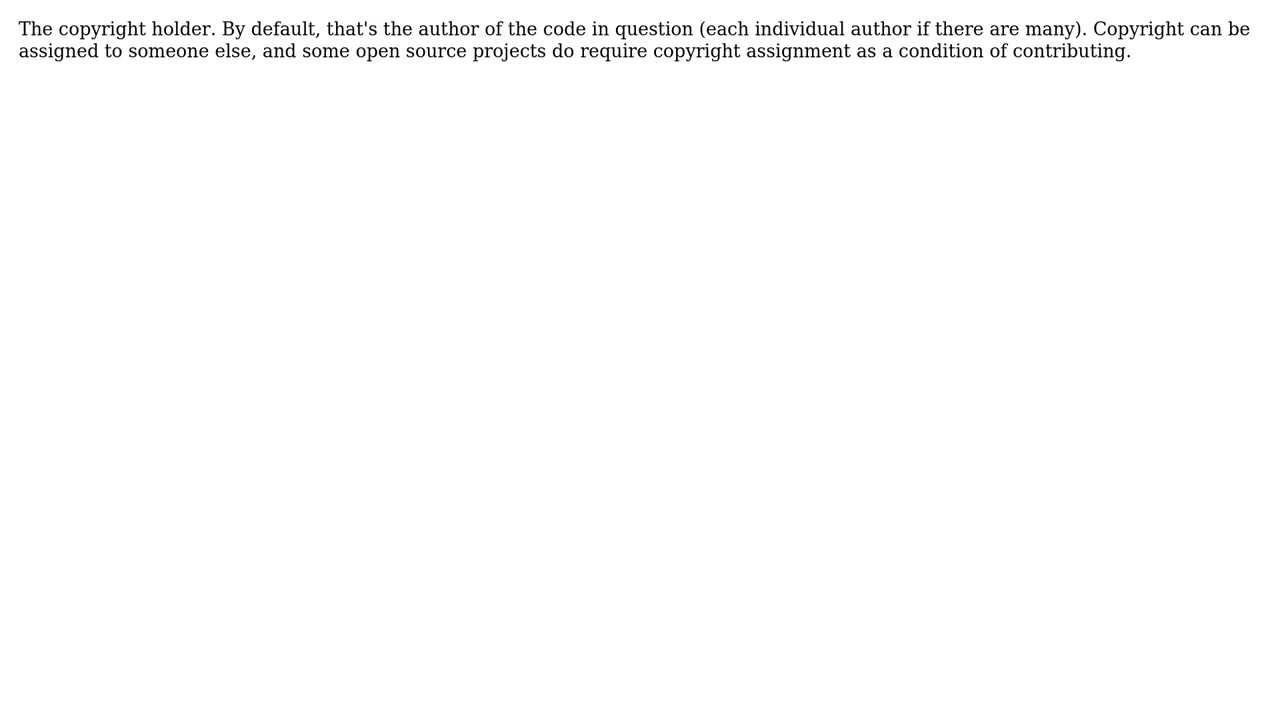 The copyright holder. By default, that's the author of the code in question (each individual author if there are many). Copyright can be
assigned to someone else, and some open source projects do require copyright assignment as a condition of contributing.